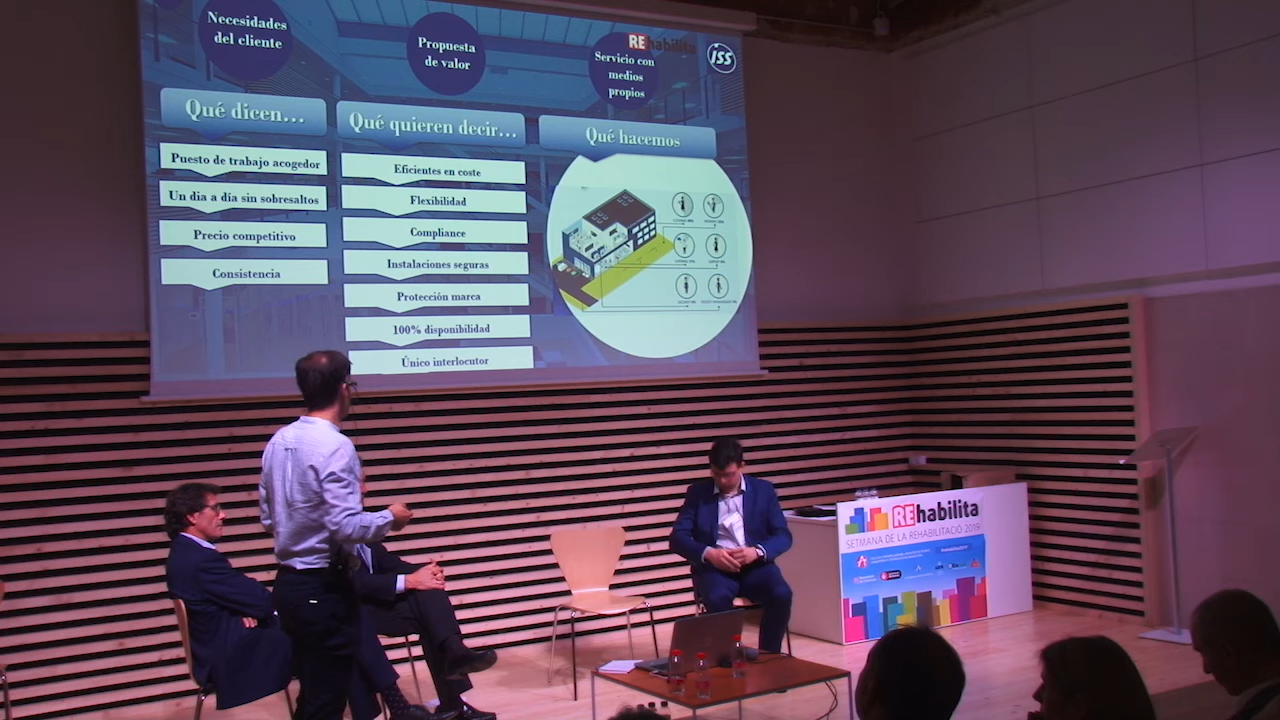 Necesidades
del cliente
Propuesta
de valor
REhabilita
Servicio con
medios
propios
ISS
Qué dicen...
Qué quieren decir...
Qué hacemos
Puesto de trabajo acogedor
Un dia a día sin sobresaltos
Precio competitivo
Consistencia
Eficientes en coste
Flexibilidad
Compliance
Instalaciones seguras
Protección marca
100% disponibilidad
Único interlocutor
REhabilita
SETMANA DE LA REHABILITACIÓ 2019